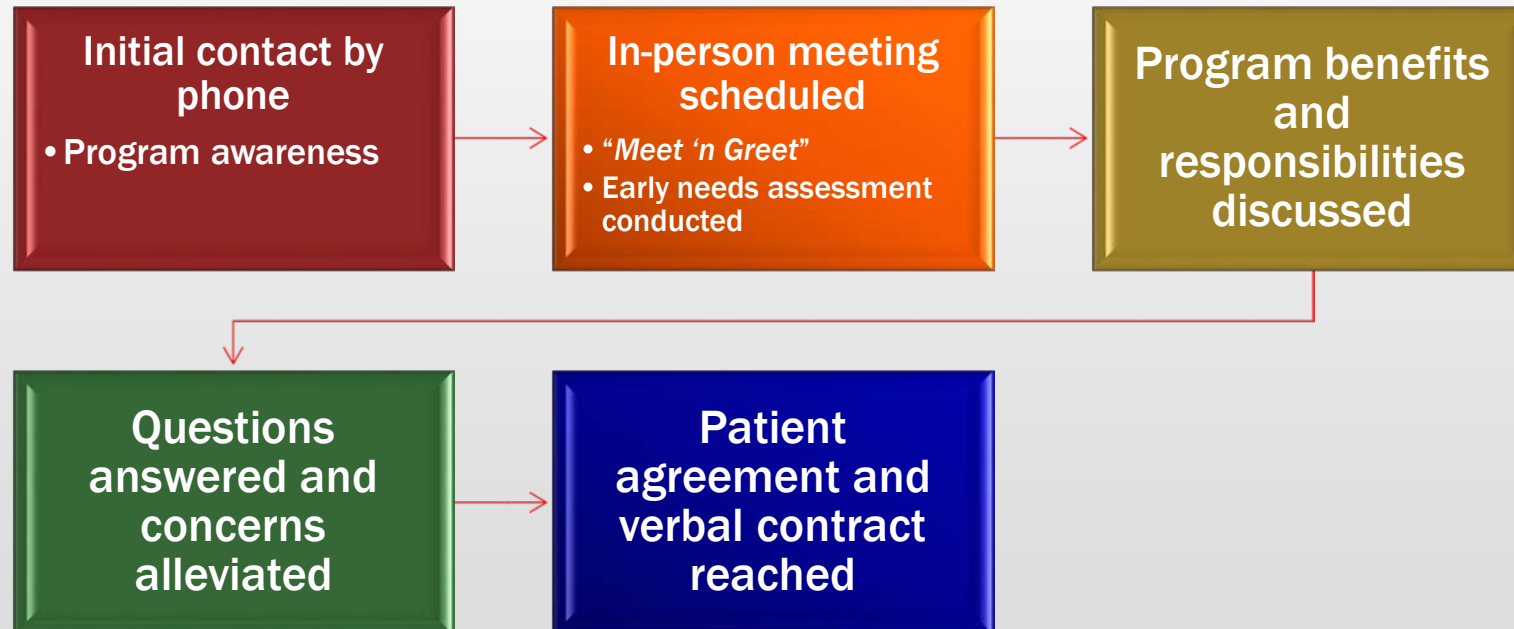 Initial contact by
phone
• Program awareness
In-person meeting
scheduled
• “Meet ‘n Greet”
• Early needs assessment
conducted
Program benefits
and
responsibilities
discussed
Questions
answered and
concerns
alleviated
Patient
agreement and
verbal contract
reached